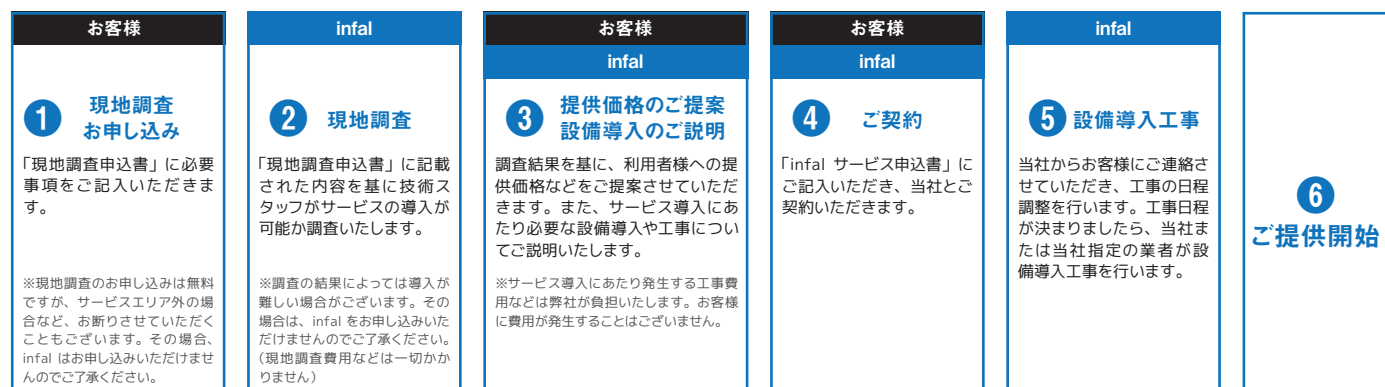 お客様
❶ 現地調査
お申し込み
「現地調査申込書」に必要
事項をご記入いただきま
す。
※現地調査のお申し込みは無料
ですが、サービスエリア外の場
合など、お断りさせていただく
こともございます。その場合、
infal はお申し込みいただけませ
んのでご了承ください。
infal
❷ 現地調査
「現地調査申込書」に記載
された内容を基に技術ス
タッフがサービスの導入が
可能か調査いたします。
※調査の結果によっては導入が
難しい場合がございます。その
場合は、infal をお申し込みいた
だけませんのでご了承ください。
(現地調査費用などは一切かか
りません)
お客様
infal
❸ 提供価格のご提案
設備導入のご説明
調査結果を基に、利用者様への提
供価格などをご提案させていただ
きます。また、サービス導入にあ
たり必要な設備導入や工事につい
てご説明いたします。
※サービス導入にあたり発生する工事費
用などは弊社が負担いたします。お客様
に費用が発生することはございません。
お客様
infal
❹ ご契約
「infal サービス申込書」に
ご記入いただき、当社とご
契約いただきます。
infal
❺ 設備導入工事
当社からお客様にご連絡さ
せていただき、工事の日程
調整を行います。工事日程
が決まりましたら、当社ま
たは当社指定の業者が設
備導入工事を行います。
❻
ご提供開始